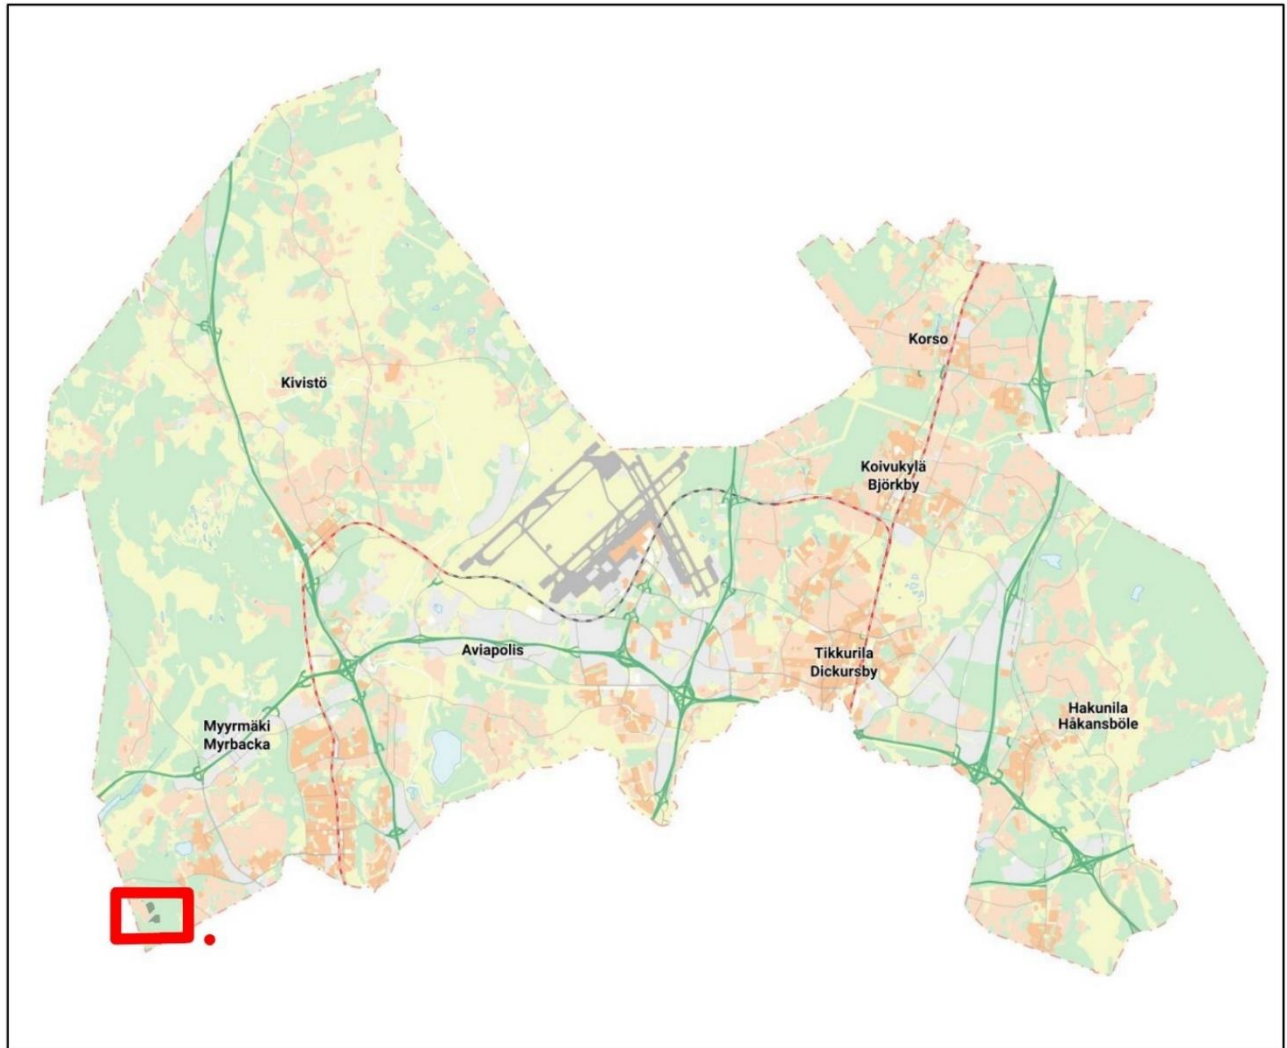 Korso
Kivistö
Koivukylä
Björkby
Aviapolis
Tikkurila
Dickursby
Hakunila
Håkansböle
Myyrmäki
Myrbacka